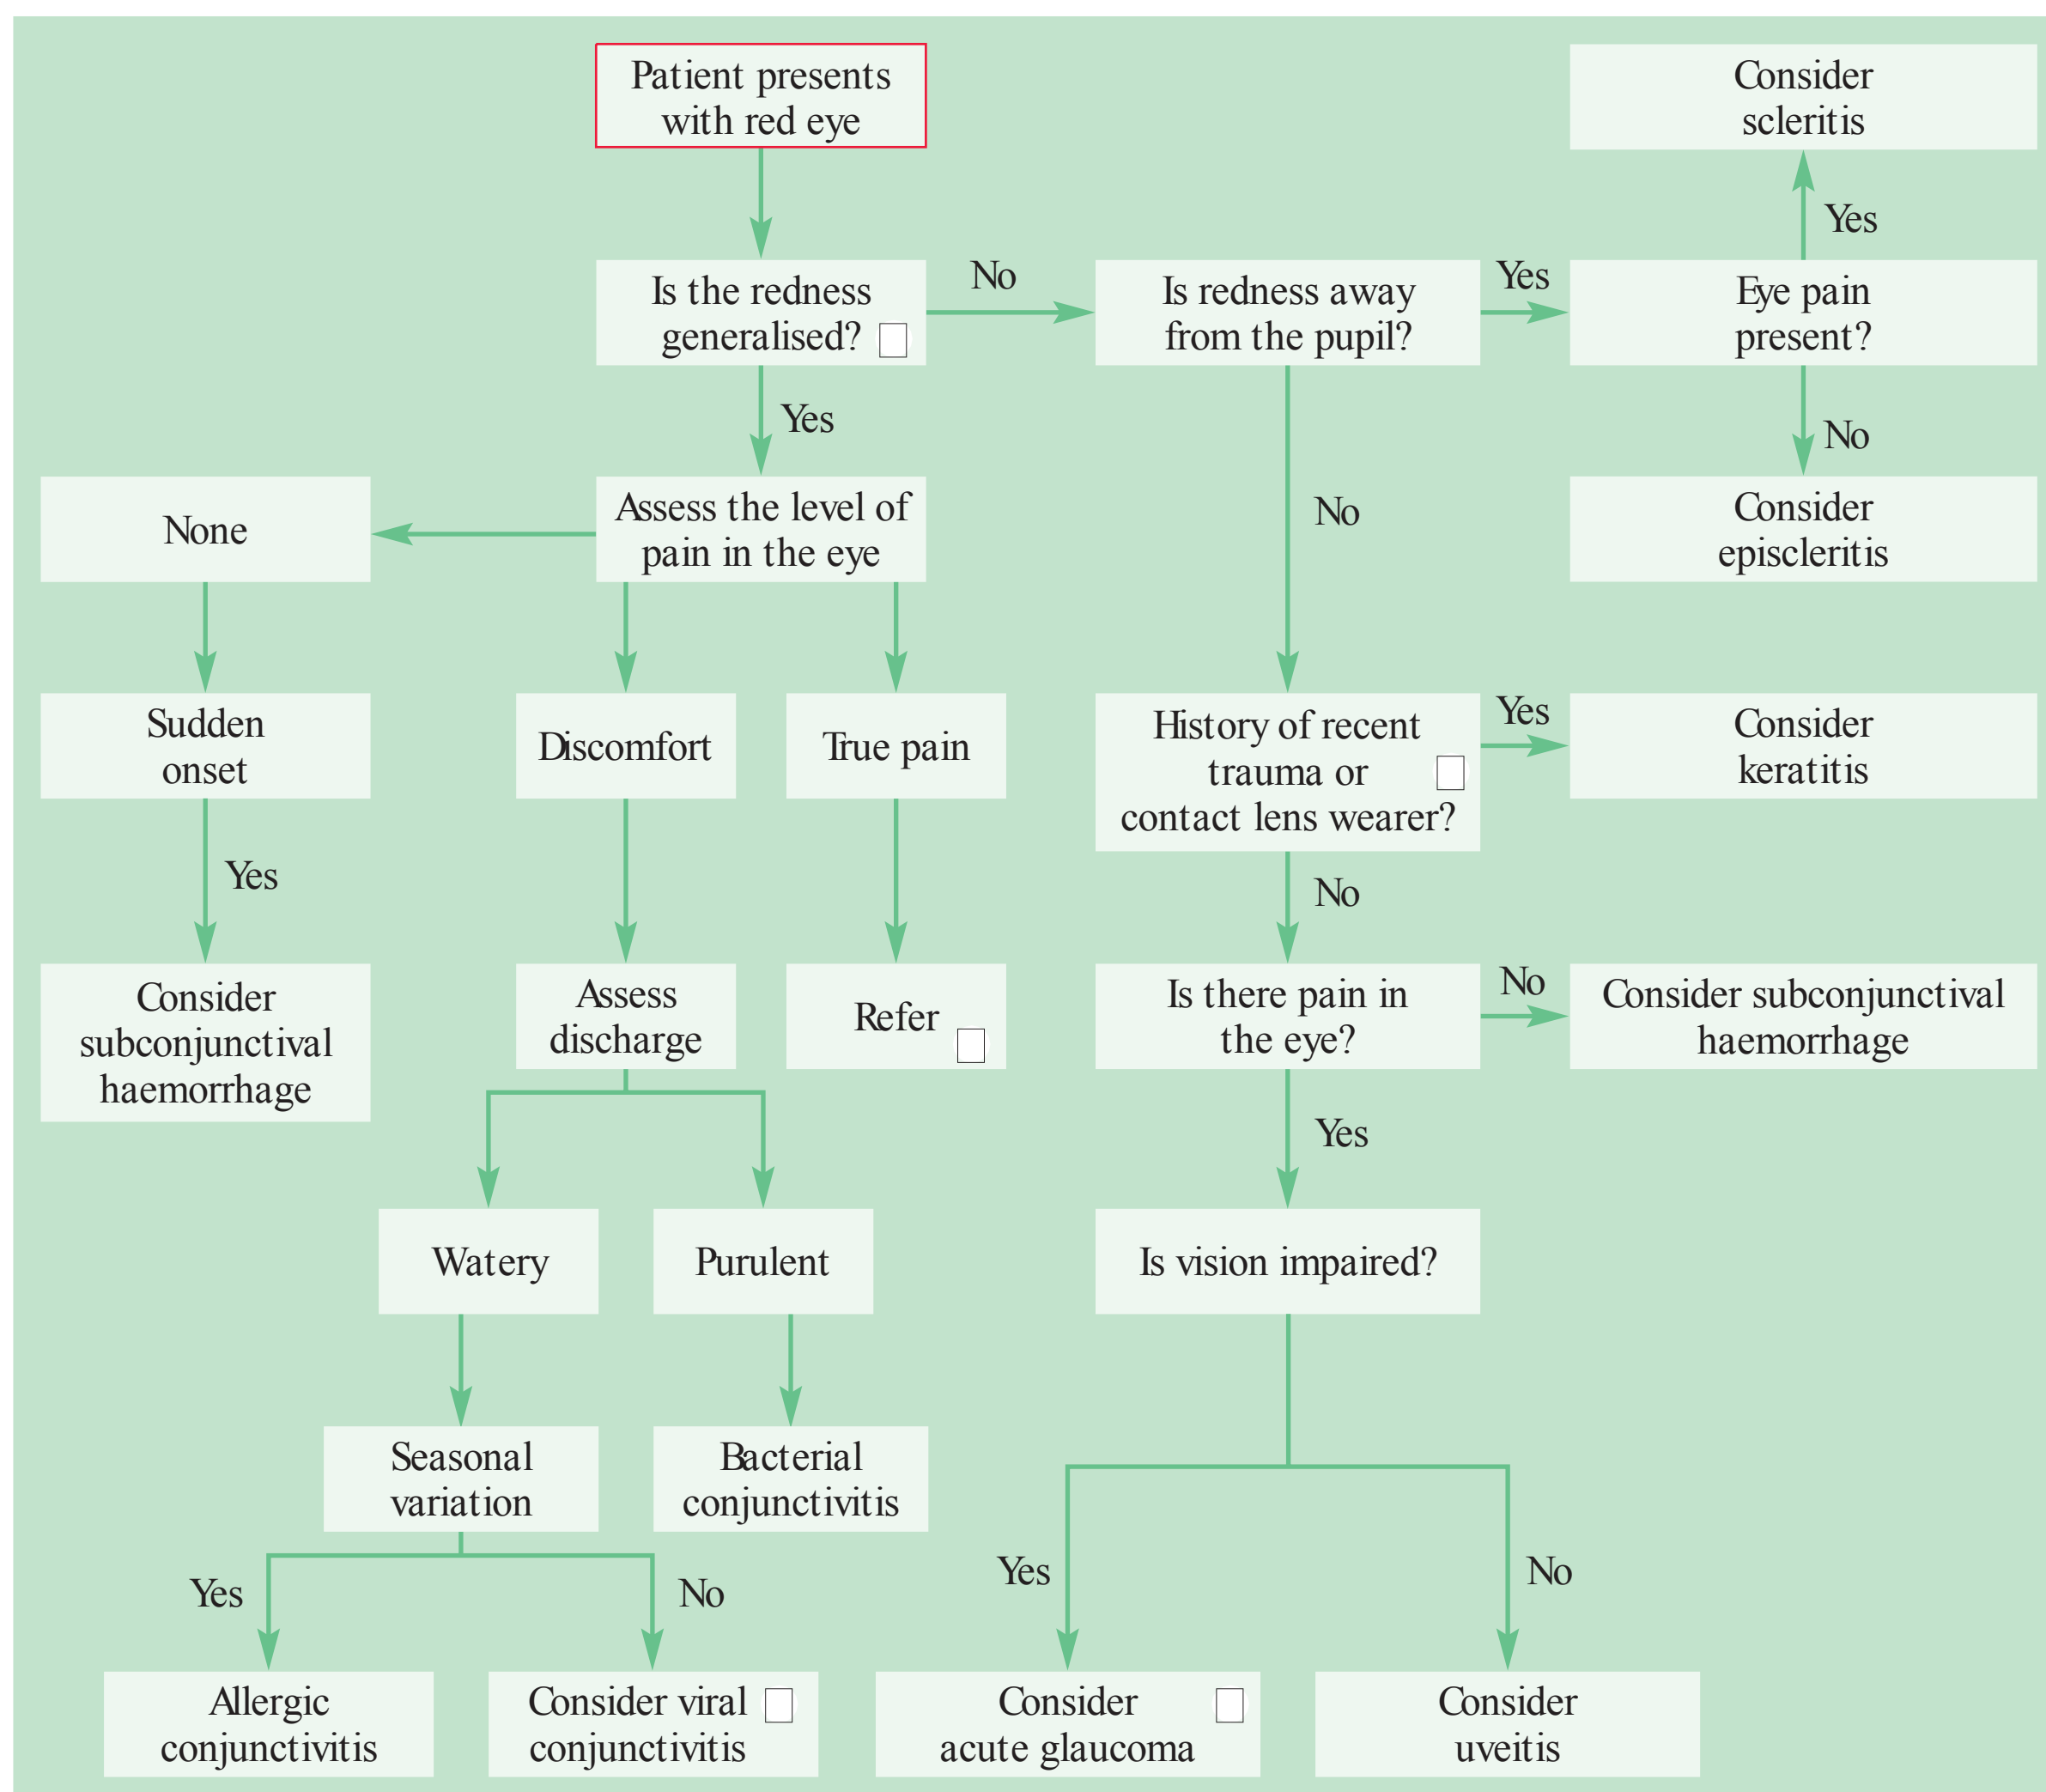 Patient presents
with red eye
Consider
scleritis
Yes
Is the redness
generalised?
No
Is redness away
from the pupil?
Yes
Eye pain
present?
Yes
No
None
Assess the level of
pain in the eye
No
Consider
episcleritis
Sudden
onset
Discomfort
True pain
History of recent
trauma or
contact lens wearer?
Yes
Consider
keratitis
Yes
No
Consider
subconjunctival
haemorrhage
Assess
discharge
Refer
Is there pain in
the eye?
No
Consider subconjunctival
haemorrhage
Yes
Watery
Purulent
Is vision impaired?
Seasonal
variation
Bacterial
conjunctivitis
Yes
No
Yes
No
Allergic
conjunctivitis
Consider viral
conjunctivitis
Consider
acute glaucoma
Consider
uveitis